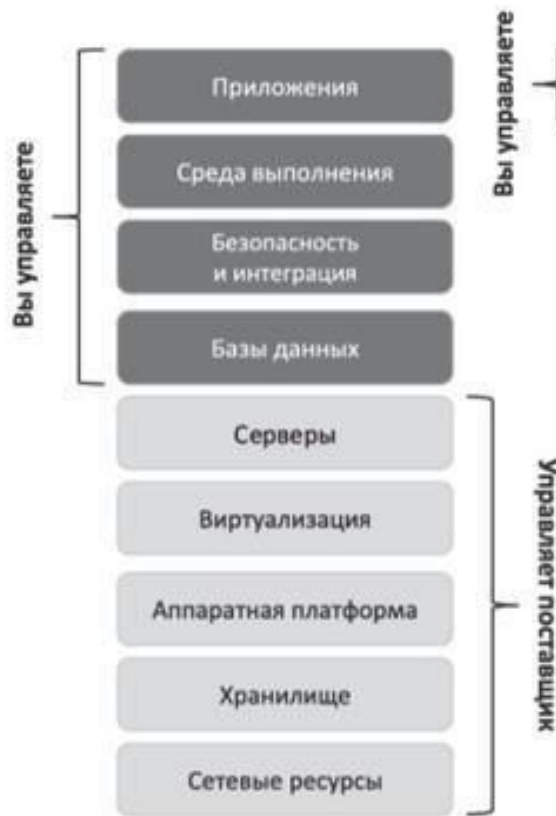 Вы управляете
Приложения
Среда выполнения
Безопасность
и интеграция
Базы данных
Серверы
Виртуализация
Аппаратная платформа
Хранилище
Сетевые ресурсы
Управляет поставщик
Вы управляете